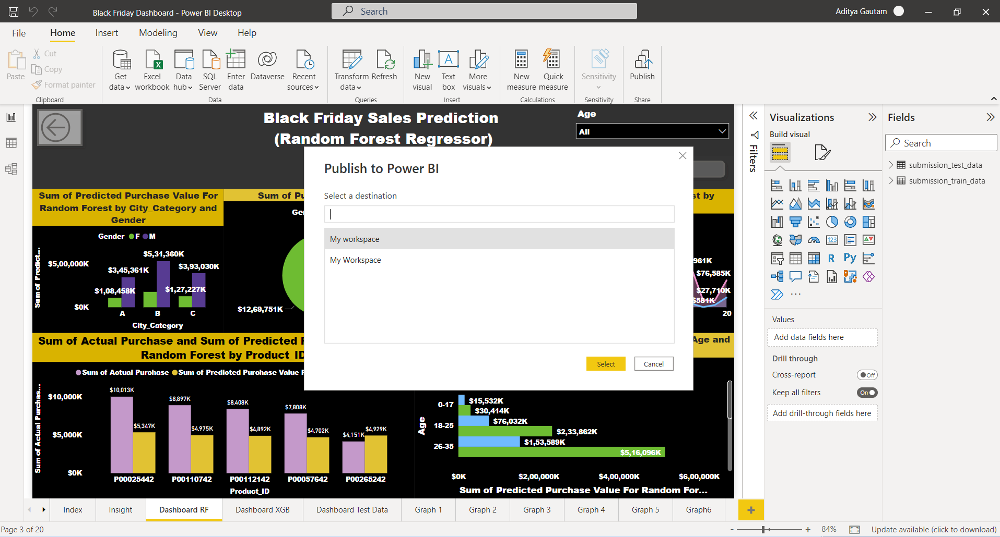 Black Friday Dashboard - Power BI Desktop
Search
Aditya Gautam
File
Home
Insert
Modeling
View
Help
Paste
Cut
Copy
Format painter
Clipboard
Get data
Excel workbook
Data hub
SQL Server
Enter data
Dataverse
Recent sources
Data
Transform data
Refresh
Queries
New visual
Text box
More visuals
Insert
New measure
Quick measure
Calculations
Sensitivity
Sensitivity
Publish
Share
Black Friday Sales Prediction
(Random Forest Regressor)
Age
All
Sum of Predicted Purchase Value For
Random Forest by City_Category and
Gender
Gender F M
Sum of Predict...
$5,00,000K
$0K
$1,08,458K
$3,45,361K
$5,31,360K
$1,27,227K
$3,93,030K
A
B
C
City_Category
Sum of Pu
Ge
$12,69,751K
st by
961K
$76,585K
$27,710K
$581K
20
Publish to Power BI
Select a destination
My workspace
My Workspace
Select
Cancel
Sum of Actual Purchase and Sum of Predicted P
Random Forest by Product_ID
Sum of Actual Purchase Sum of Predicted Purchase Value F
Sum of Actual Purchas...
$10,000K
$5,000K
$0K
$10,013K
$5,347K
$8,897K
$4,975K
$8,408K
$4,892K
$7,808K
$4,702K
$4,151K
$4,929K
P00025442
P00110742
P00112142
P00057642
P00265242
Product_ID
Age and
Age
0-17
18-25
26-35
$15,532K
$30,414K
$76,032K
$2,33,862K
$1,53,589K
$5,16,096K
$0K
$2,00,000K
$4,00,000K
$6,00,000K
Sum of Predicted Purchase Value For Random For...
Filters
Visualizations
Build visual
123
R
Py
...
Values
Add data fields here
Drill through
Cross-report
Off
Keep all filters
On
Add drill-through fields here
Fields
Search
submission_test_data
submission_train_data
Index
Insight
Dashboard RF
Dashboard XGB
Dashboard Test Data
Graph 1
Graph 2
Graph 3
Graph 4
Graph 5
Graph6
+
Page 3 of 20
- + 84%
Update available (click to download)